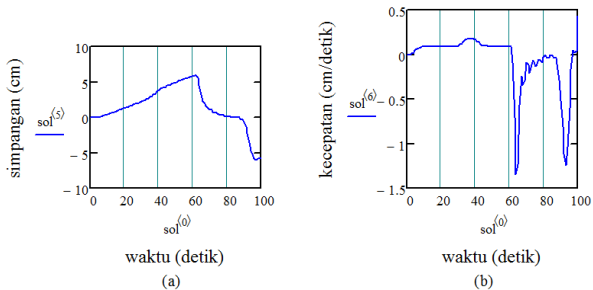 simpangan (cm)
sol⟨5⟩
10
5
0
− 5
− 10
0 20 40 60 80 100
sol⟨0⟩
waktu (detik)
(a)
kecepatan (cm/detik)
sol⟨6⟩
0.5
0
− 0.5
− 1
− 1.5
0 20 40 60 80 100
sol⟨0⟩
waktu (detik)
(b)